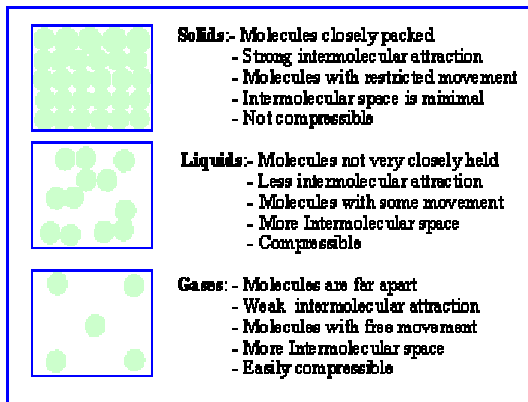 Solids:- Molecules closely packed
- Strong intermolecular attraction
- Molecules with restricted movement
- Intermolecular space is minimal
- Not compressible
Liquids:- Molecules not very closely held
- Less intermolecular attraction
- Molecules with some movement
- More Intermolecular space
- Compressible
Gases: - Molecules are far apart
- Weak intermolecular attraction
- Molecules with free movement
- More Intermolecular space
- Easily compressible